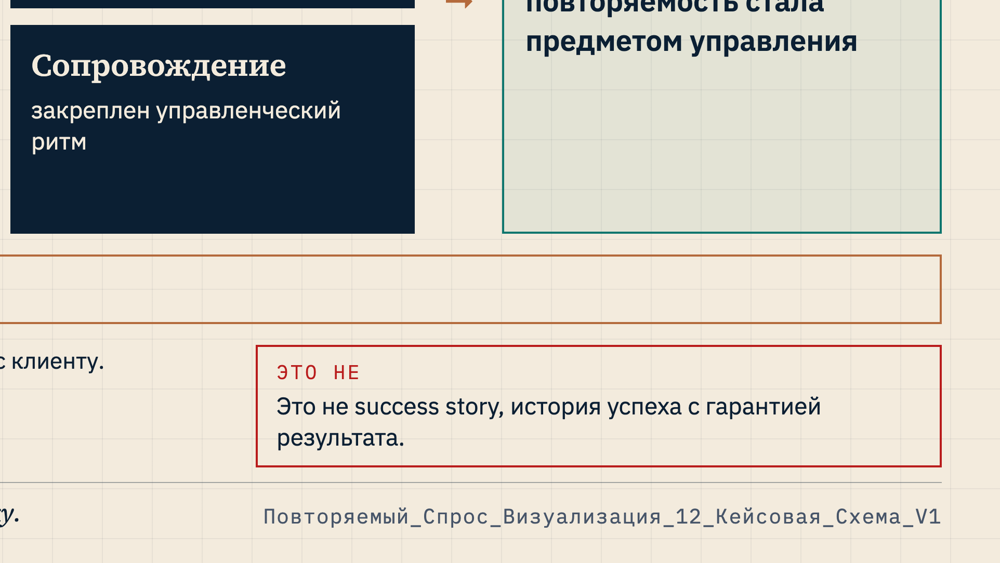 повторяемость стала
предметом управления
Сопровождение
закреплен управленческий
ритм
с клиенту.
ЭТО НЕ
Это не success story, история успеха с гарантией
результата.
Повторяемый_Спрос_Визуализация_12_Кейсовая_Схема_V1